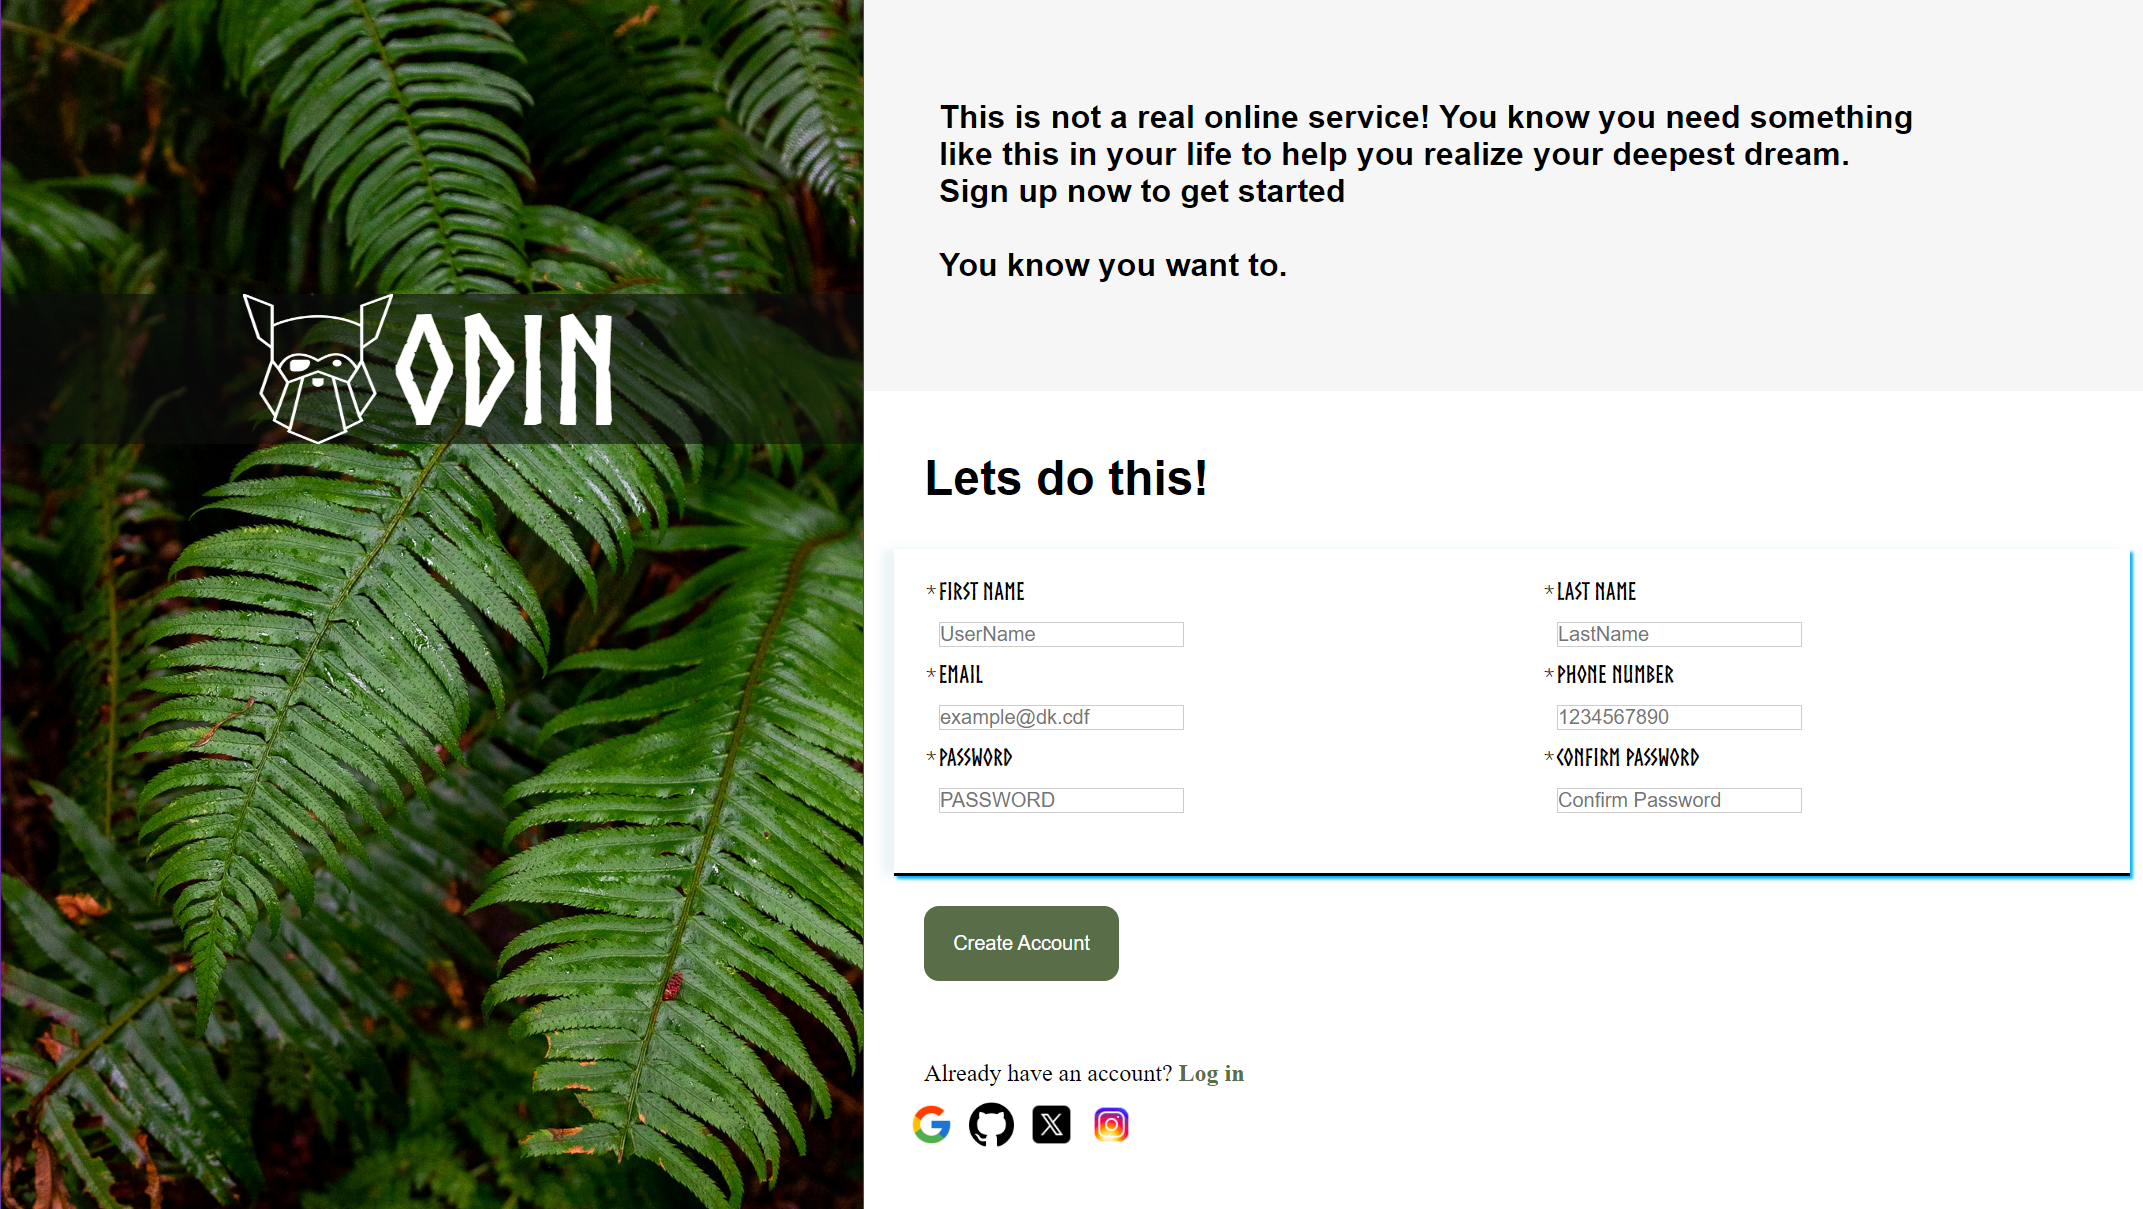 ODIN
This is not a real online service! You know you need something
like this in your life to help you realize your deepest dream.
Sign up now to get started
You know you want to.
Lets do this!
*FIRST NAME
UserName
*LAST NAME
LastName
*EMAIL
example@dk.cdf
*PHONE NUMBER
1234567890
*PASSWORD
PASSWORD
*CONFIRM PASSWORD
Confirm Password
Create Account
Already have an account? Log in